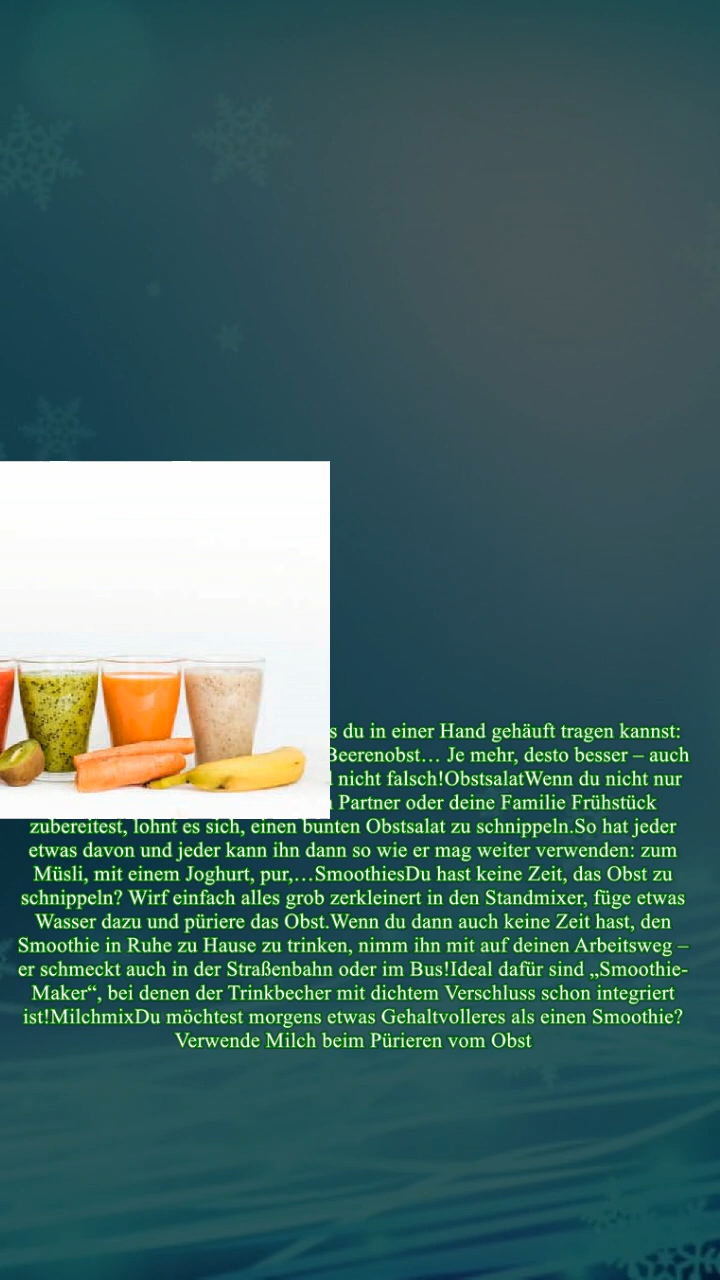 s du in einer Hand gehäuft tragen kannst:
Beerenobst… Je mehr, desto besser – auch
nicht falsch!ObstsalatWenn du nicht nur
Partner oder deine Familie Frühstück
zubereitest, lohnt es sich, einen bunten Obstsalat zu schnippeln.So hat jeder
etwas davon und jeder kann ihn dann so wie er mag weiter verwenden: zum
Müsli, mit einem Joghurt, pur,…SmoothiesDu hast keine Zeit, das Obst zu
schnippeln? Wirf einfach alles grob zerkleinert in den Standmixer, füge etwas
Wasser dazu und püriere das Obst.Wenn du dann auch keine Zeit hast, den
Smoothie in Ruhe zu Hause zu trinken, nimm ihn mit auf deinen Arbeitsweg –
er schmeckt auch in der Straßenbahn oder im Bus!Ideal dafür sind „Smoothie-
Maker“, bei denen der Trinkbecher mit dichtem Verschluss schon integriert
ist!MilchmixDu möchtest morgens etwas Gehaltvolleres als einen Smoothie?
Verwende Milch beim Pürieren vom Obst